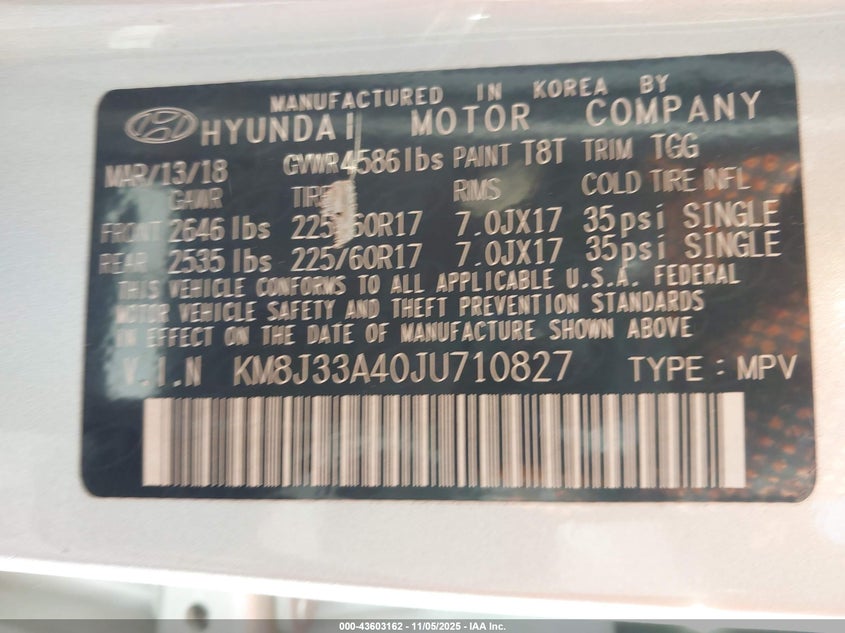 MANUFACTURED IN KOREA BY
HYUNDAI MOTOR COMPANY
MAR/13/18 GVWR 4586 lbs PAINT T8T TRIM TGG
GAWR TIRE RIMS COLD TIRE INFL
FRONT 2646 lbs 225/60R17 7.0JX17 35psi SINGLE
REAR 2535 lbs 225/60R17 7.0JX17 35psi SINGLE
THIS VEHICLE CONFORMS TO ALL APPLICABLE U.S.A. FEDERAL
MOTOR VEHICLE SAFETY AND THEFT PREVENTION STANDARDS
IN EFFECT ON THE DATE OF MANUFACTURE SHOWN ABOVE
V.I.N KM8J33A40JU710827 TYPE : MPV
000-43603162 - 11/05/2025 - IAA Inc.